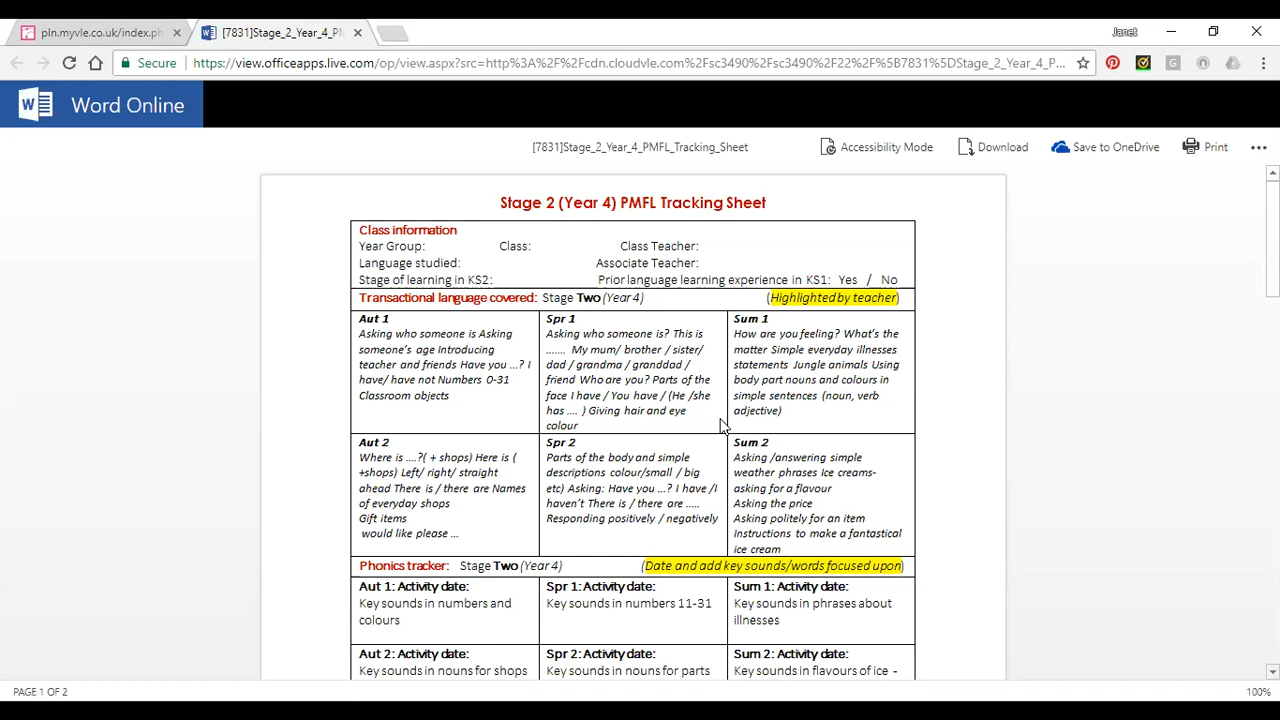 pln.myvle.co.uk/index.ph
[7831]Stage_2_Year_4_PM
Janet
Secure
https://view.officeapps.live.com/op/view.aspx?src=http%3A%2F%2Fcdn.cloudvle.com%2Fsc3490%2Fsc3490%2F22%2F%5B7831%5DStage_2_Year_4_P...
Word Online
[7831]Stage_2_Year_4_PMFL_Tracking_Sheet
Accessibility Mode
Download
Save to OneDrive
Print
Stage 2 (Year 4) PMFL Tracking Sheet
Class information
Year Group: Class: Class Teacher:
Language studied: Associate Teacher:
Stage of learning in KS2: Prior language learning experience in KS1: Yes / No
Transactional language covered: Stage Two (Year 4) (Highlighted by teacher)
Aut 1
Asking who someone is Asking
someone's age Introducing
teacher and friends Have you ...? I
have/ have not Numbers 0-31
Classroom objects
Spr 1
Asking who someone is? This is
....... My mum/ brother / sister/
dad / grandma / granddad /
friend Who are you? Parts of the
face I have / You have / (He /she
has .... ) Giving hair and eye
colour
Sum 1
How are you feeling? What's the
matter Simple everyday illnesses
statements Jungle animals Using
body part nouns and colours in
simple sentences (noun, verb
adjective)
Aut 2
Where is ....?( + shops) Here is (
+shops) Left/ right/ straight
ahead There is / there are Names
of everyday shops
Gift items
would like please ...
Spr 2
Parts of the body and simple
descriptions colour/small / big
etc) Asking: Have you ...? I have /I
haven't There is / there are .....
Responding positively / negatively
Sum 2
Asking /answering simple
weather phrases Ice creams-
asking for a flavour
Asking the price
Asking politely for an item
Instructions to make a fantastical
ice cream
Phonics tracker: Stage Two (Year 4) (Date and add key sounds/words focused upon)
Aut 1: Activity date:
Key sounds in numbers and
colours
Spr 1: Activity date:
Key sounds in numbers 11-31
Sum 1: Activity date:
Key sounds in phrases about
illnesses
Aut 2: Activity date:
Key sounds in nouns for shops
Spr 2: Activity date:
Key sounds in nouns for parts
Sum 2: Activity date:
Key sounds in flavours of ice -
PAGE 1 OF 2
100%